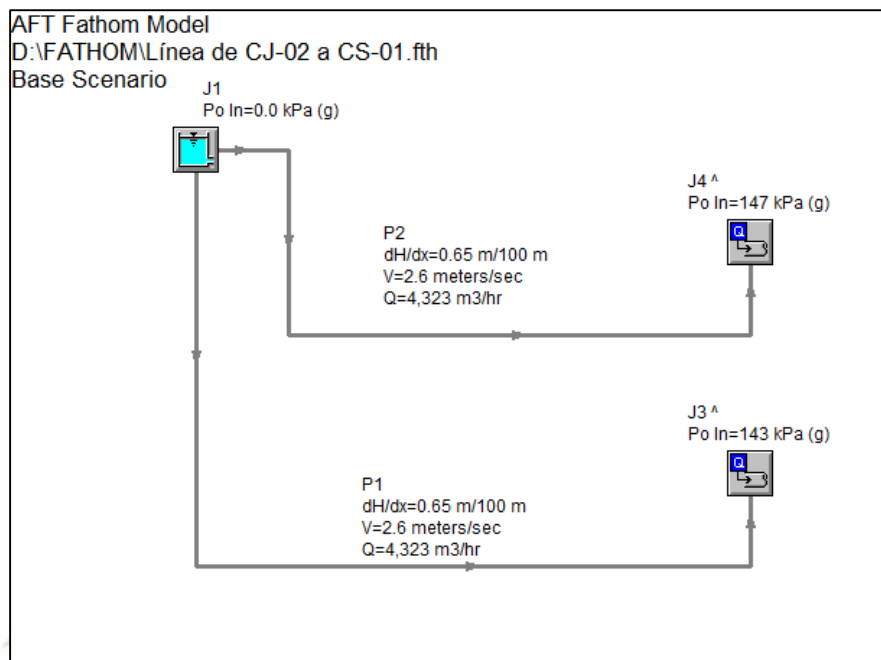 AFT Fathom Model
D:\FATHOM\Línea de CJ-02 a CS-01.fth
Base Scenario
J1
Po In=0.0 kPa (g)
J4 ^
Po In=147 kPa (g)
Q
P2
dH/dx=0.65 m/100 m
V=2.6 meters/sec
Q=4,323 m3/hr
J3 ^
Po In=143 kPa (g)
Q
P1
dH/dx=0.65 m/100 m
V=2.6 meters/sec
Q=4,323 m3/hr